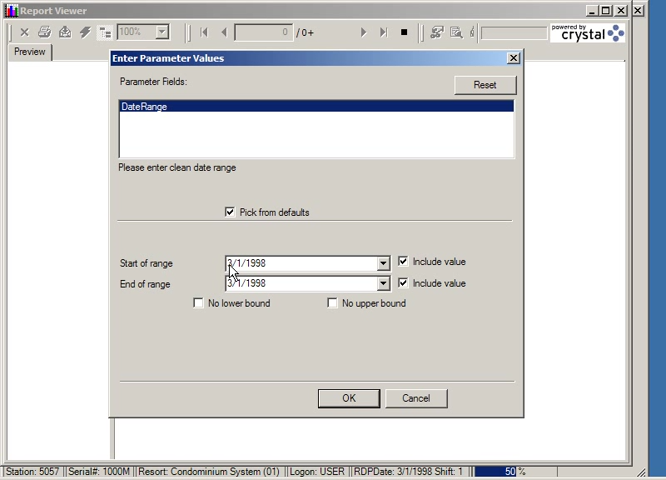 Report Viewer
100%
0
/ 0+
powered by
crystal
Preview
Enter Parameter Values
Parameter Fields:
Reset
DateRange
Please enter clean date range
Pick from defaults
Start of range
3/1/1998
Include value
End of range
3/1/1998
Include value
No lower bound
No upper bound
OK
Cancel
Station: 5057
Serial#: 1000M
Resort: Condominium System (01)
Logon: USER
RDPDate: 3/1/1998 Shift: 1
50 %